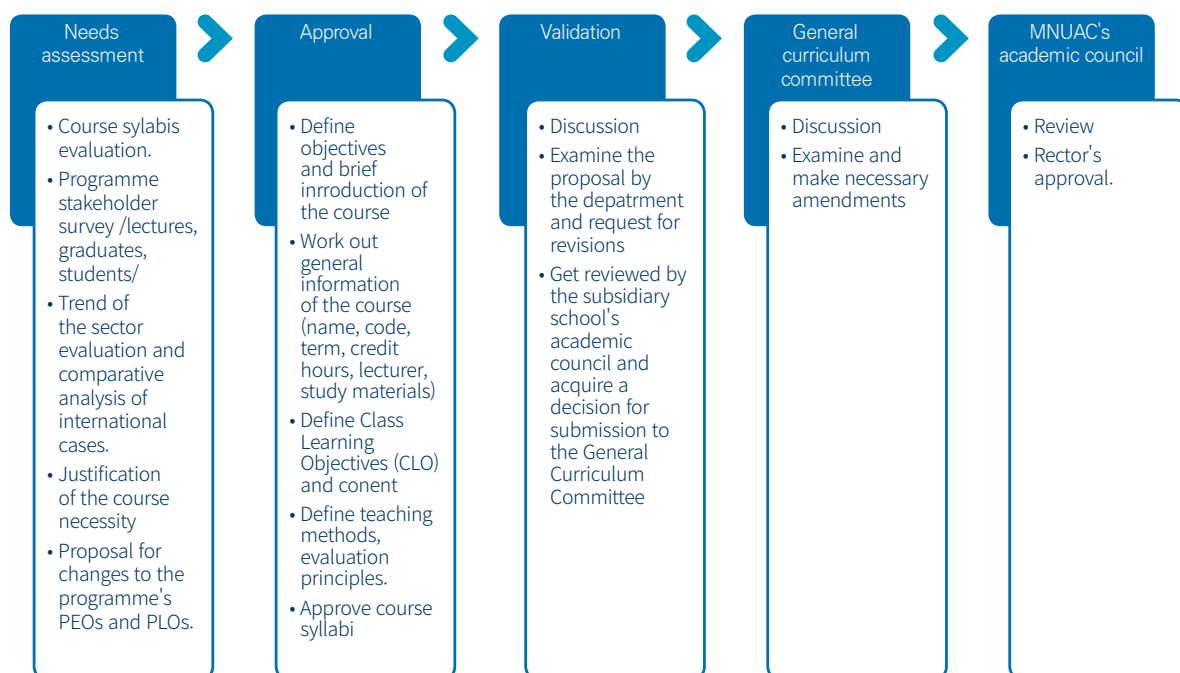 Needs
assessment
• Course sylabis
evaluation.
• Programme
stakeholder
survey /lectures,
graduates,
students/
• Trend of
the sector
evaluation and
comparative
analysis of
international
cases.
• Justification
of the course
necessity
• Proposal for
changes to the
programme's
PEOs and PLOs.
Approval
• Define
objectives
and brief
inrroduction of
the course
• Work out
general
information
of the course
(name, code,
term, credit
hours, lecturer,
study materials)
• Define Class
Learning
Objectives (CLO)
and conent
• Define teaching
methods,
evaluation
principles.
• Approve course
syllabi
Validation
• Discussion
• Examine the
proposal by
the depatrment
and request for
revisions
• Get reviewed by
the subsidiary
school's
academic
council and
acquire a
decision for
submission to
the General
Curriculum
Committee
General
curriculum
committee
• Discussion
• Examine and
make necessary
amendments
MNUAC's
academic council
• Review
• Rector's
approval.